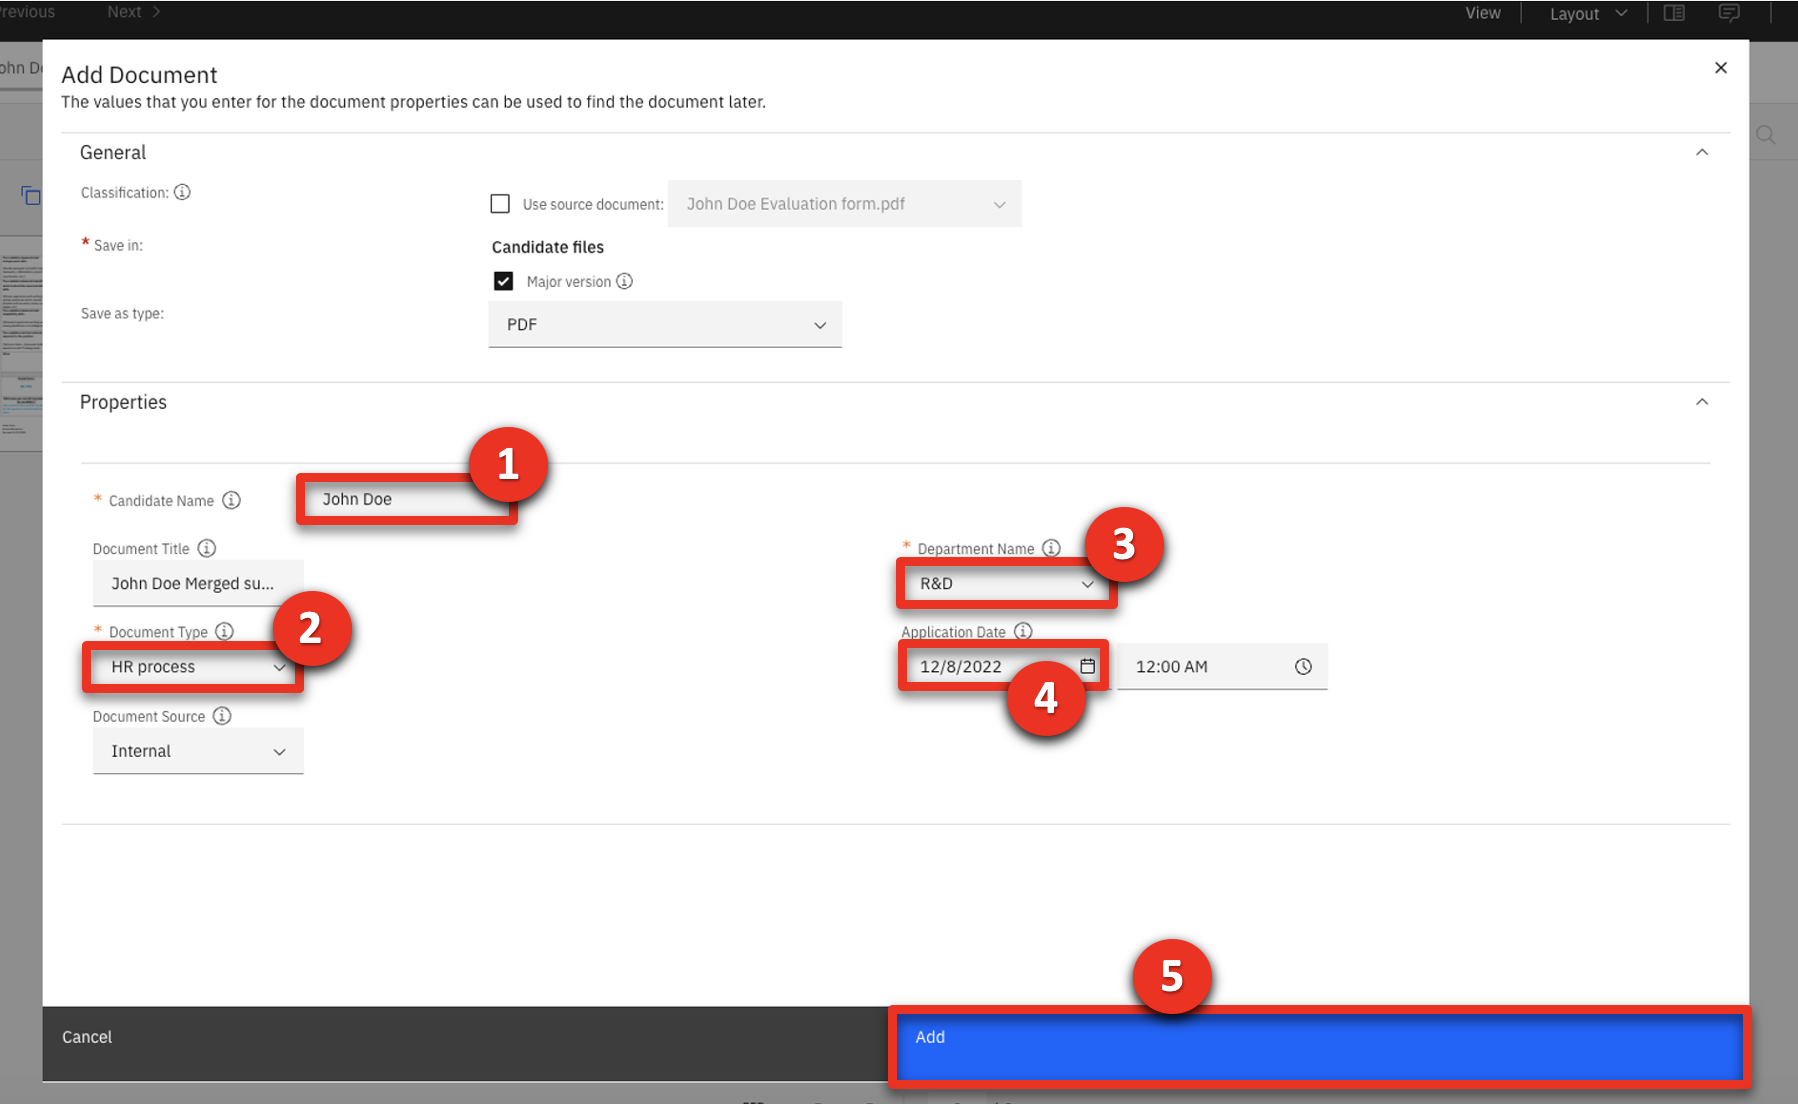 Next
View
Layout
Add Document
The values that you enter for the document properties can be used to find the document later.
General
Classification:
Use source document:
John Doe Evaluation form.pdf
* Save in:
Candidate files
Major version
Save as type:
PDF
Properties
1
* Candidate Name
John Doe
Document Title
* Department Name
3
John Doe Merged su...
R&D
2
* Document Type
Application Date
HR process
12/8/2022
12:00 AM
4
Document Source
Internal
5
Cancel
Add